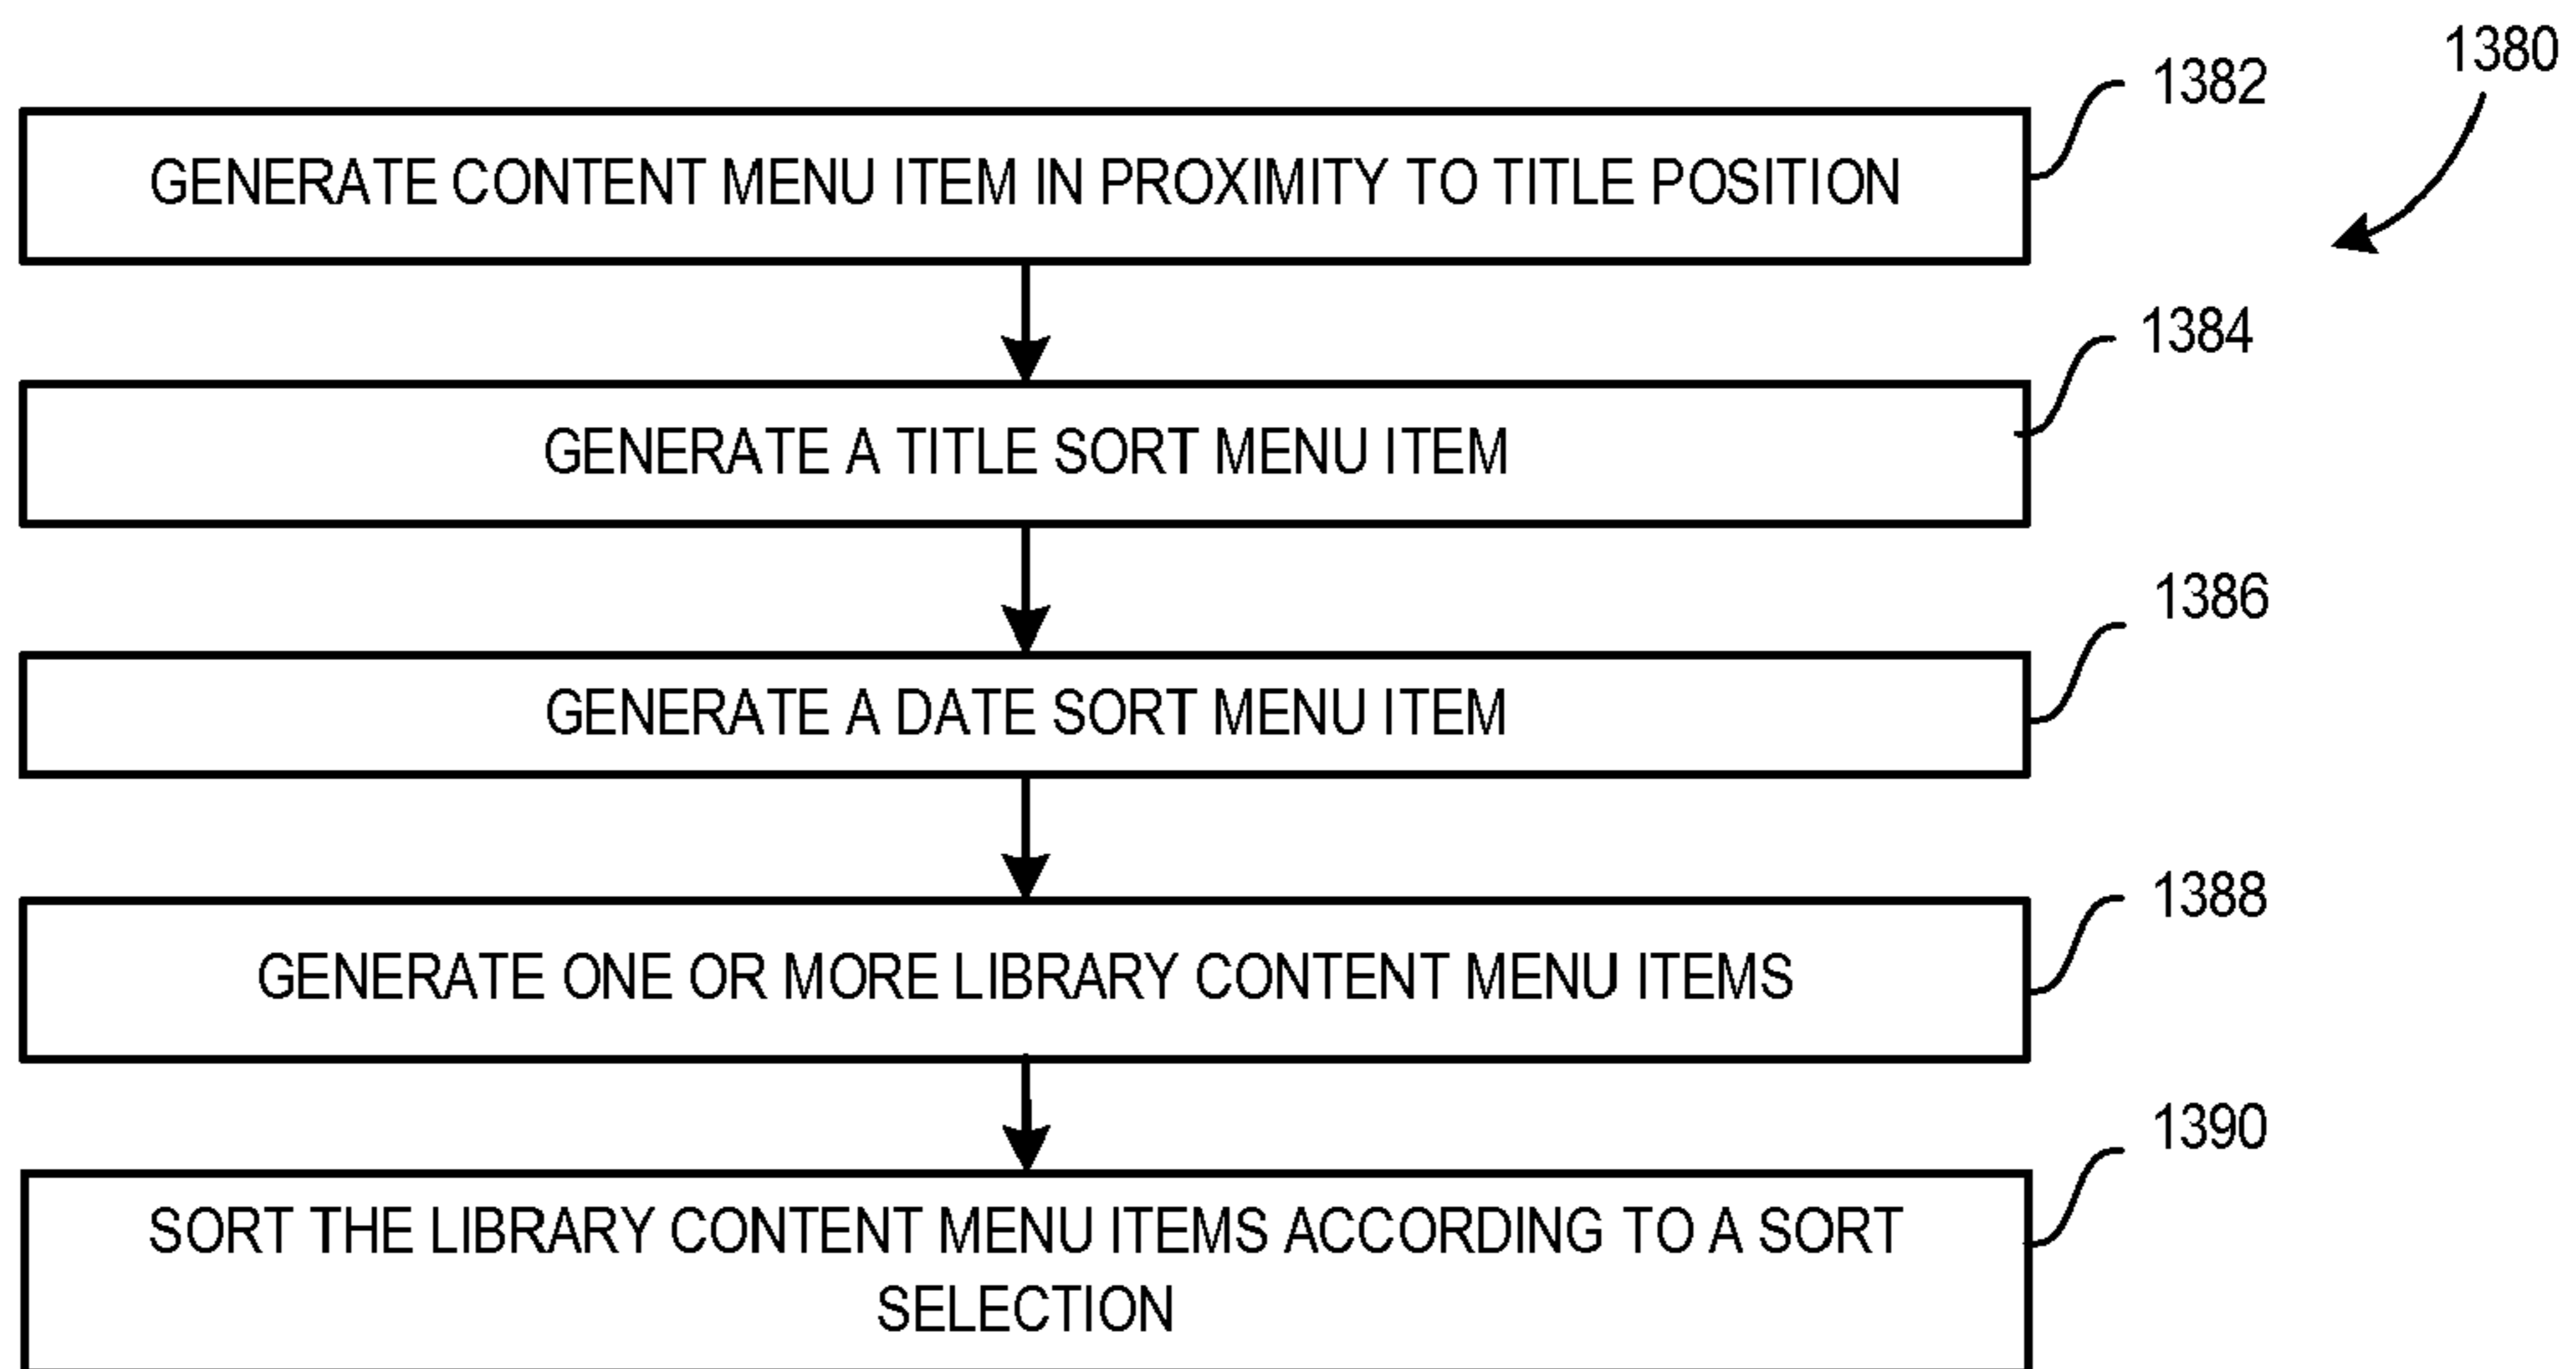 1380
1382
GENERATE CONTENT MENU ITEM IN PROXIMITY TO TITLE POSITION
1384
GENERATE A TITLE SORT MENU ITEM
1386
GENERATE A DATE SORT MENU ITEM
1388
GENERATE ONE OR MORE LIBRARY CONTENT MENU ITEMS
1390
SORT THE LIBRARY CONTENT MENU ITEMS ACCORDING TO A SORT
SELECTION